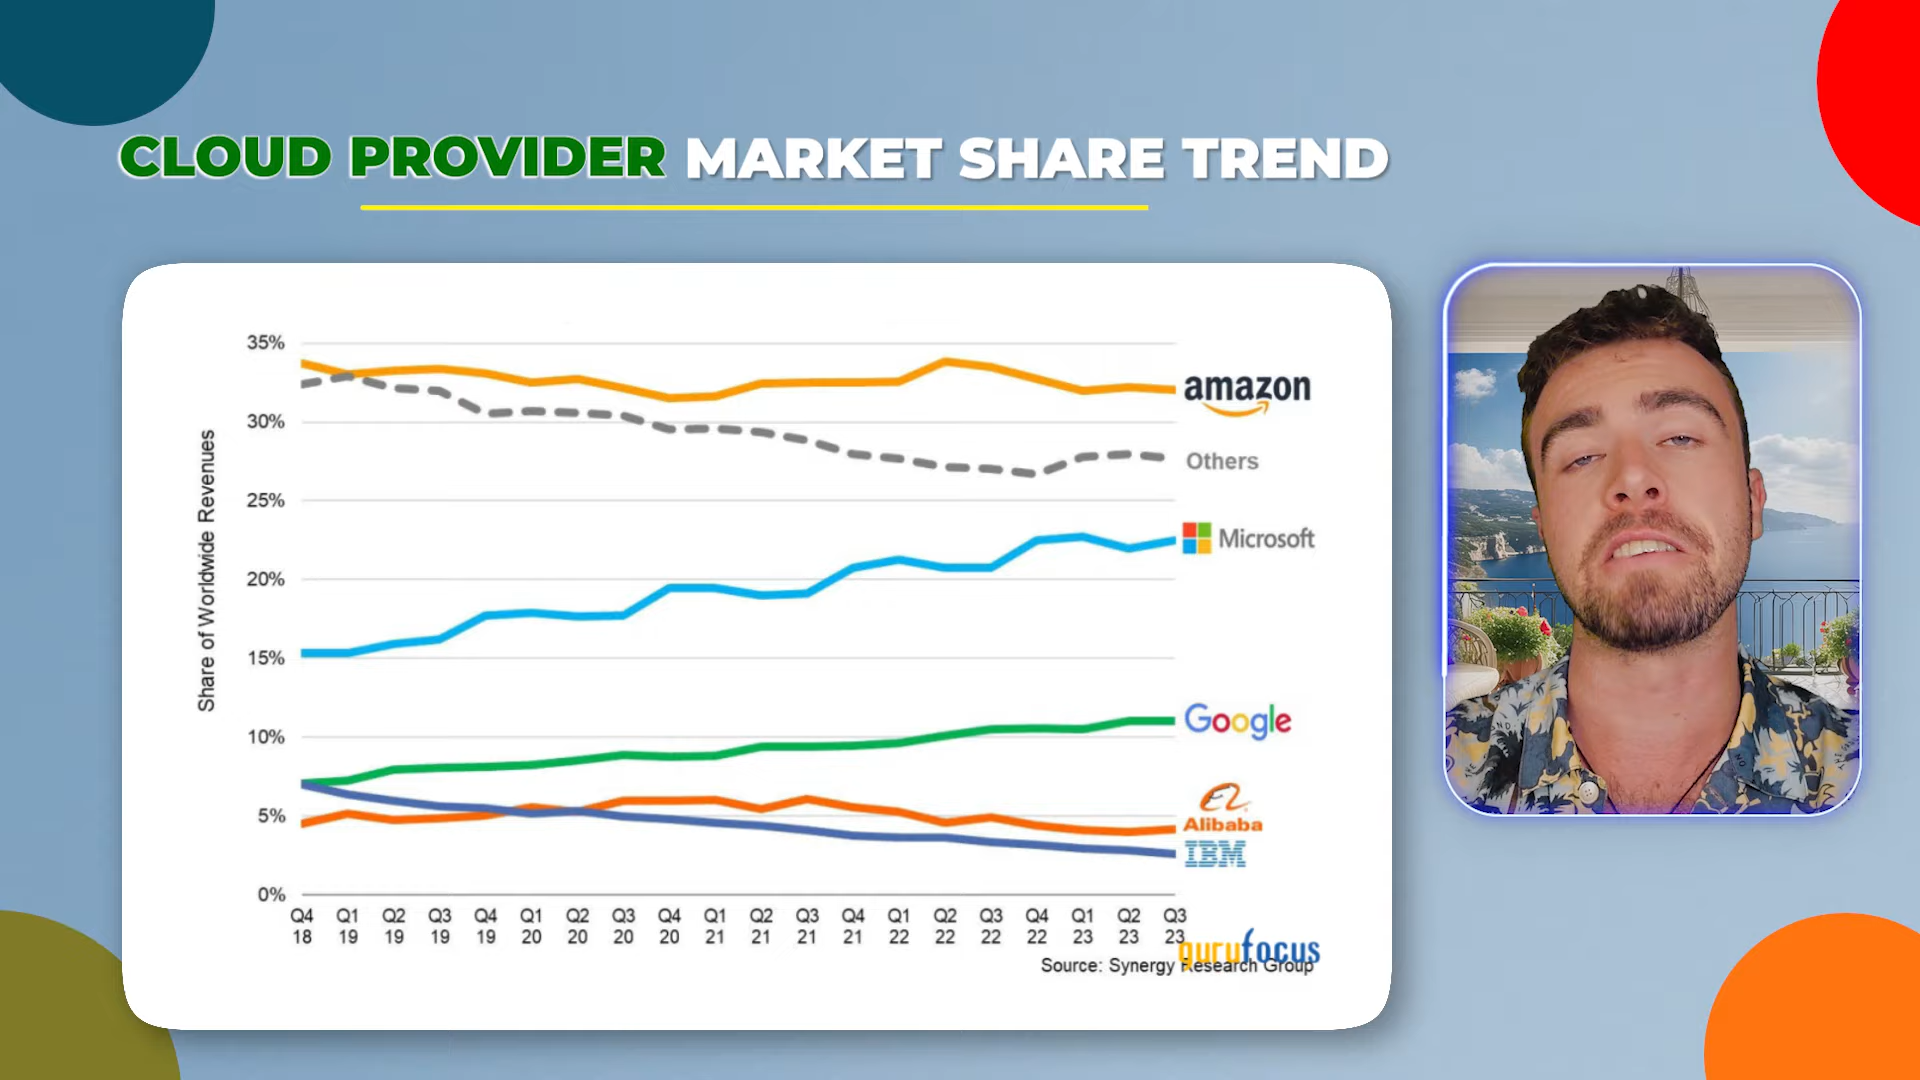 CLOUD PROVIDER MARKET SHARE TREND
Share of Worldwide Revenues
35%
30%
25%
20%
15%
10%
5%
0%
amazon
Others
Microsoft
Google
Alibaba
IBM
Q4 Q1 Q2 Q3 Q4 Q1 Q2 Q3 Q4 Q1 Q2 Q3 Q4 Q1 Q2 Q3 Q4 Q1 Q2 Q3
18 19 19 19 19 20 20 20 20 21 21 21 21 22 22 22 22 23 23 23
gurufocus
Source: Synergy Research Group